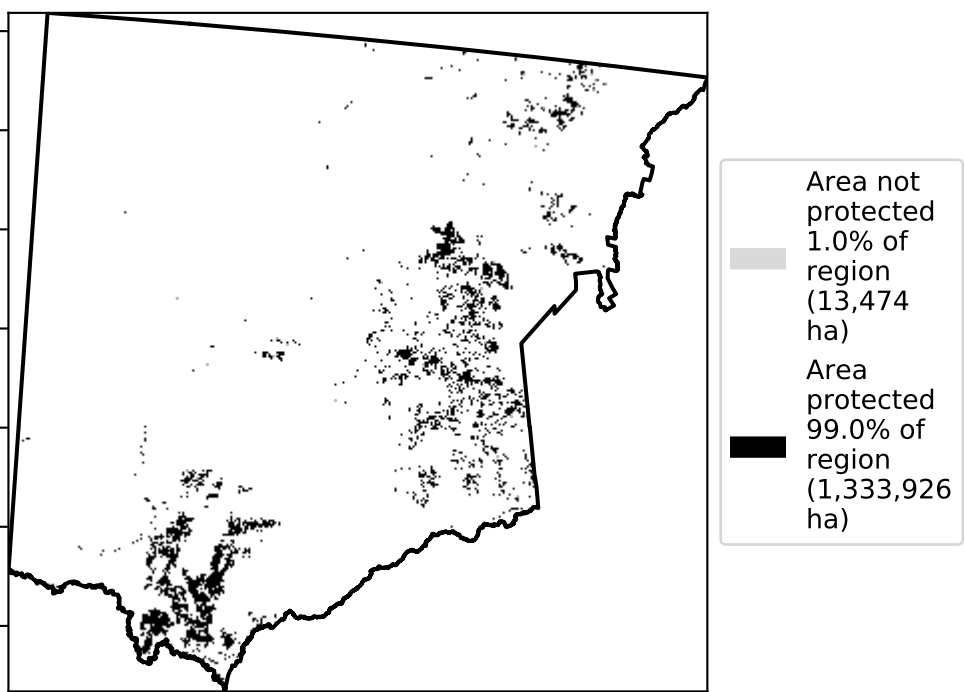 Area not
protected
1.0% of
region
(13,474
ha)
Area
protected
99.0% of
region
(1,333,926
ha)